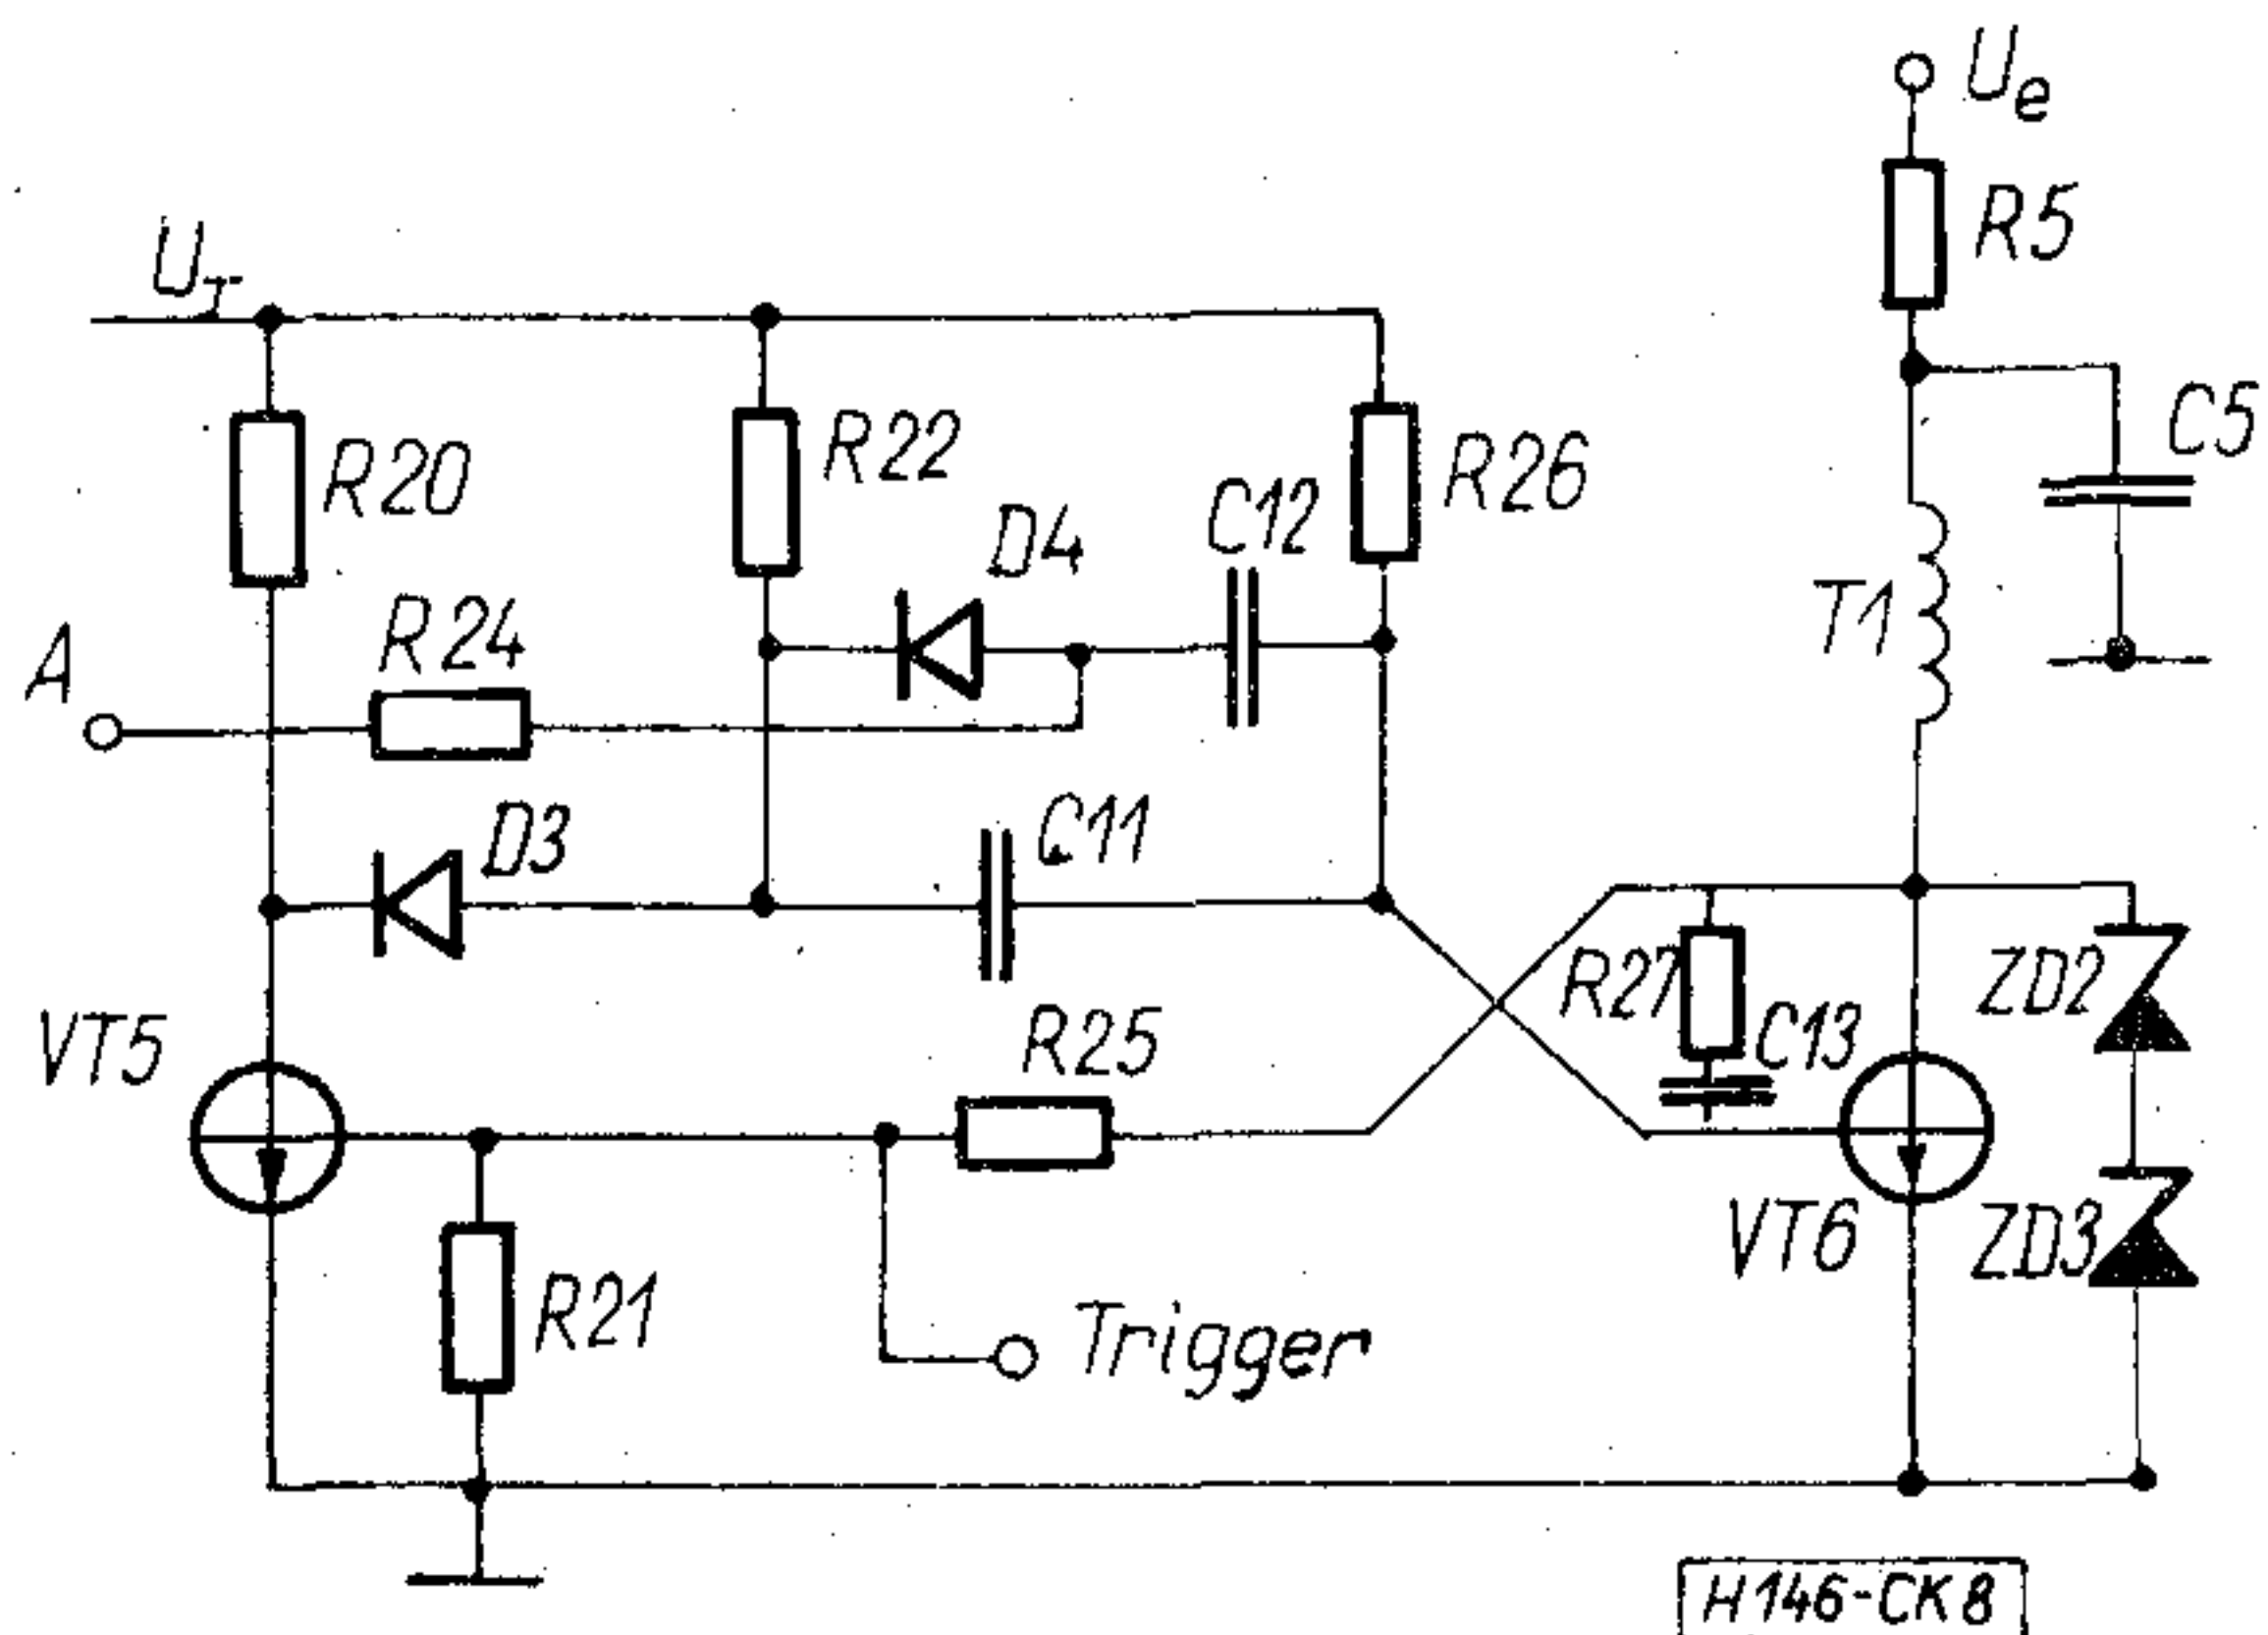 Ue
R5
UT
C5
R20
R22
R26
D4
C12
R24
T1
A
D3
C11
R27
ZD2
C13
VT5
R25
VT6
ZD3
R21
Trigger
H146-CK8